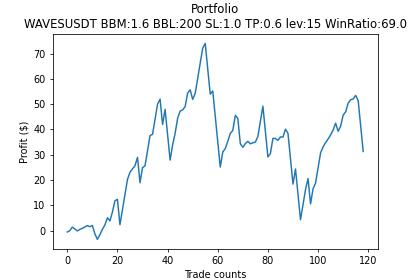 Portfolio
WAVESUSDT BBM:1.6 BBL:200 SL:1.0 TP:0.6 lev:15 WinRatio:69.0
70
60
50
40
30
20
10
0
Profit ($)
0 20 40 60 80 100 120
Trade counts